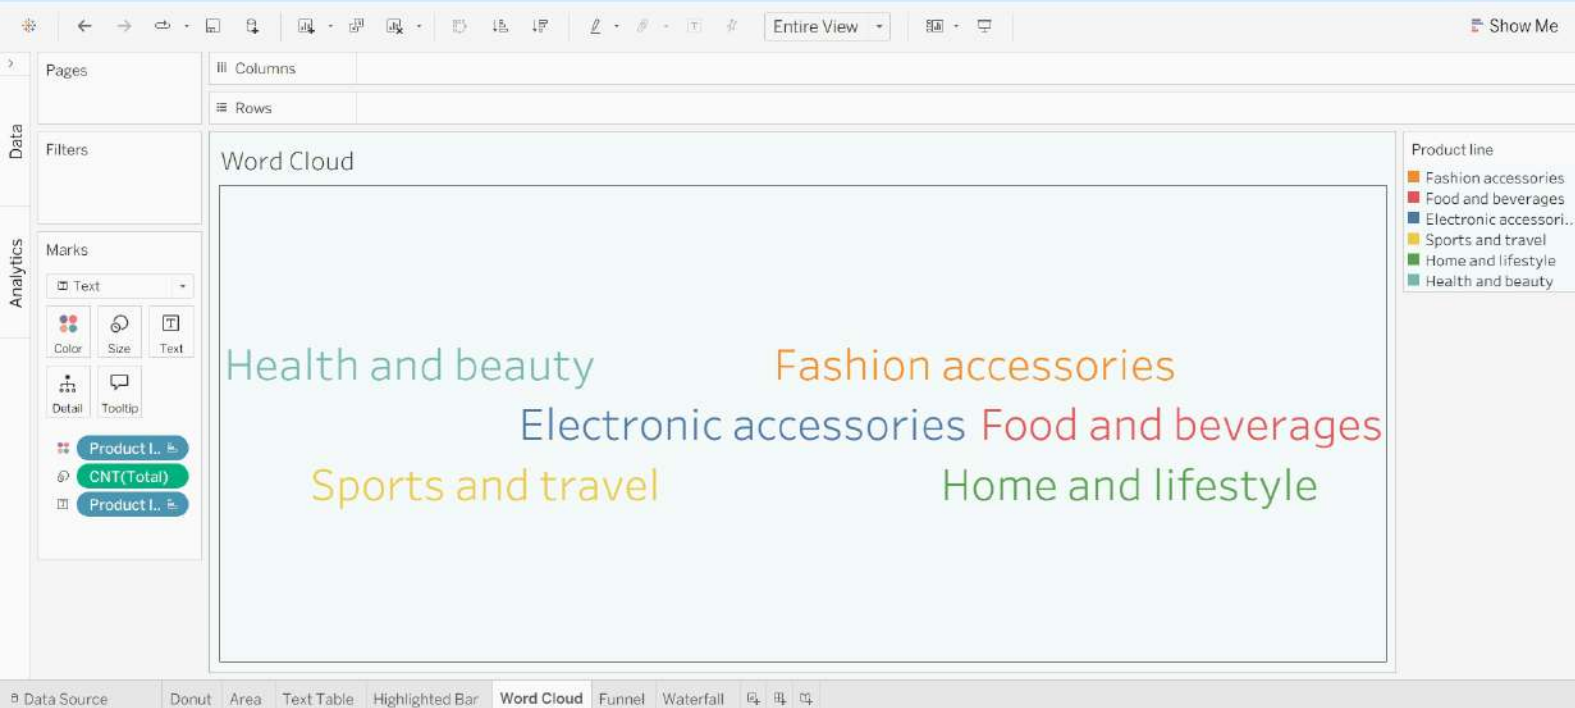 Entire View
Show Me
Pages
Columns
Rows
Data
Analytics
Filters
Marks
Text
Color
Size
Text
Detail
Tooltip
Product l..
CNT(Total)
Product l..
Word Cloud
Health and beauty
Fashion accessories
Electronic accessories
Food and beverages
Sports and travel
Home and lifestyle
Product line
Fashion accessories
Food and beverages
Electronic accessori..
Sports and travel
Home and lifestyle
Health and beauty
Data Source
Donut
Area
Text Table
Highlighted Bar
Word Cloud
Funnel
Waterfall